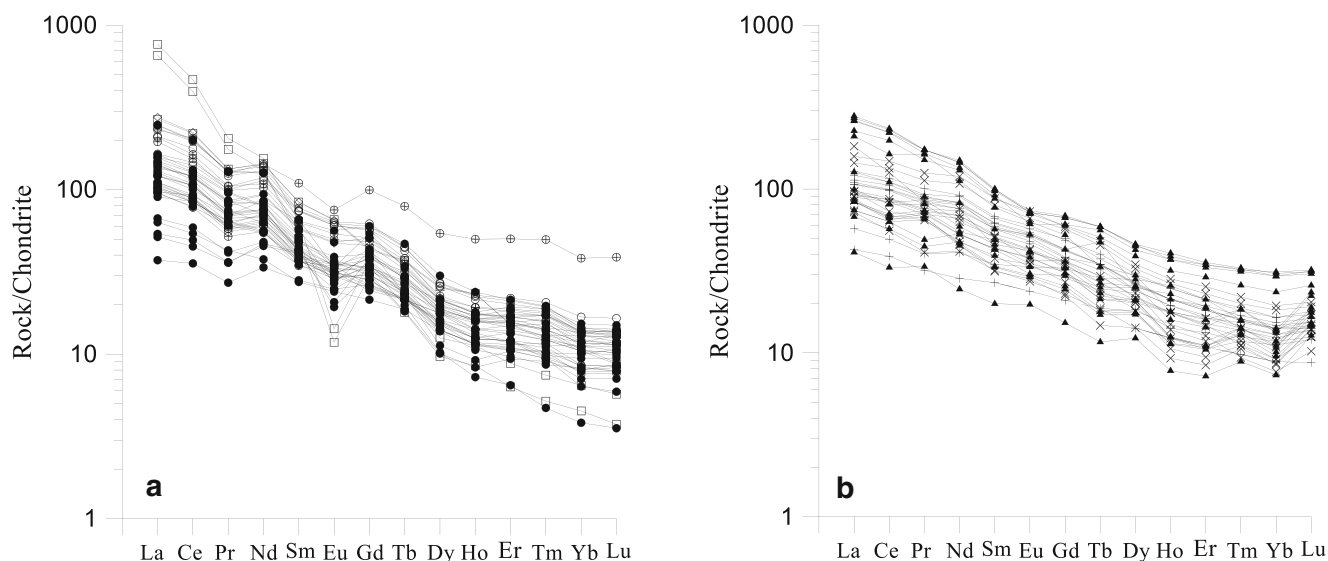 1000
100
10
1
Rock/Chondrite
a
La Ce Pr Nd Sm Eu Gd Tb Dy Ho Er Tm Yb Lu
1000
100
10
1
Rock/Chondrite
b
La Ce Pr Nd Sm Eu Gd Tb Dy Ho Er Tm Yb Lu